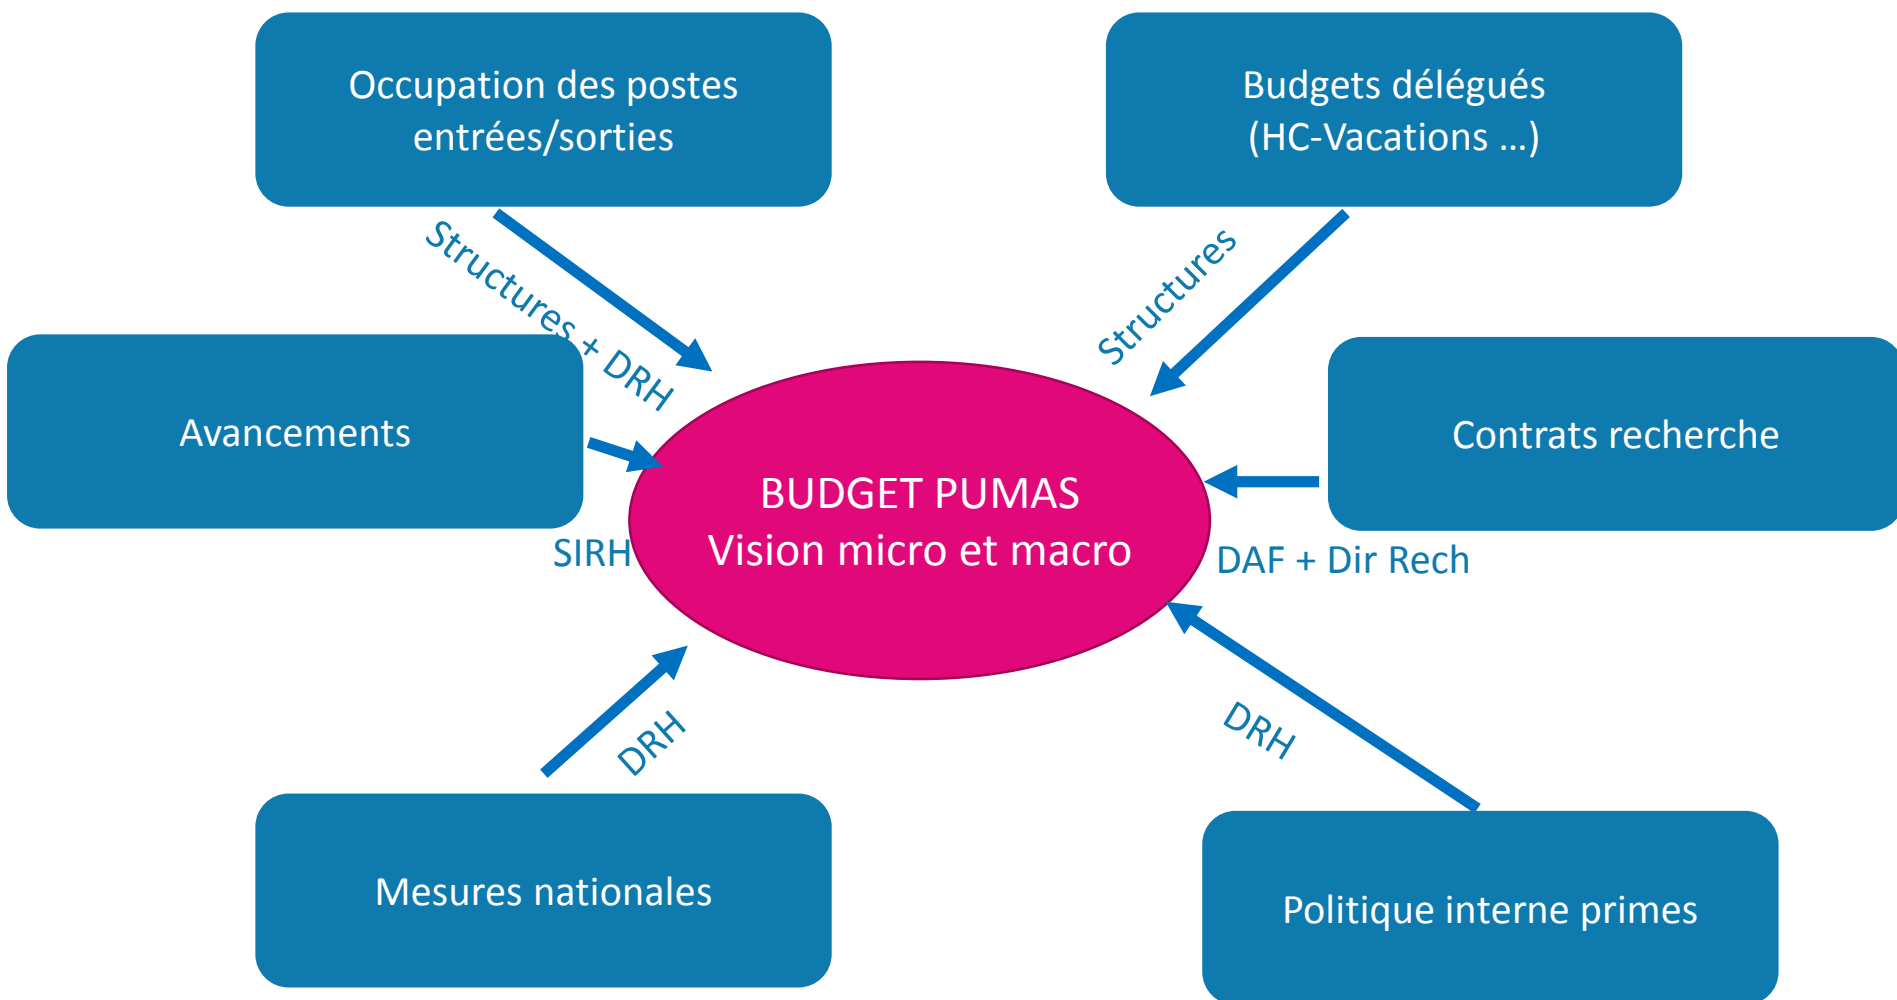 Occupation des postes
entrées/sorties
Budgets délégués
(HC-Vacations ...)
Structures + DRH
Structures
Avancements
Contrats recherche
BUDGET PUMAS
Vision micro et macro
SIRH
DAF + Dir Rech
DRH
DRH
Mesures nationales
Politique interne primes